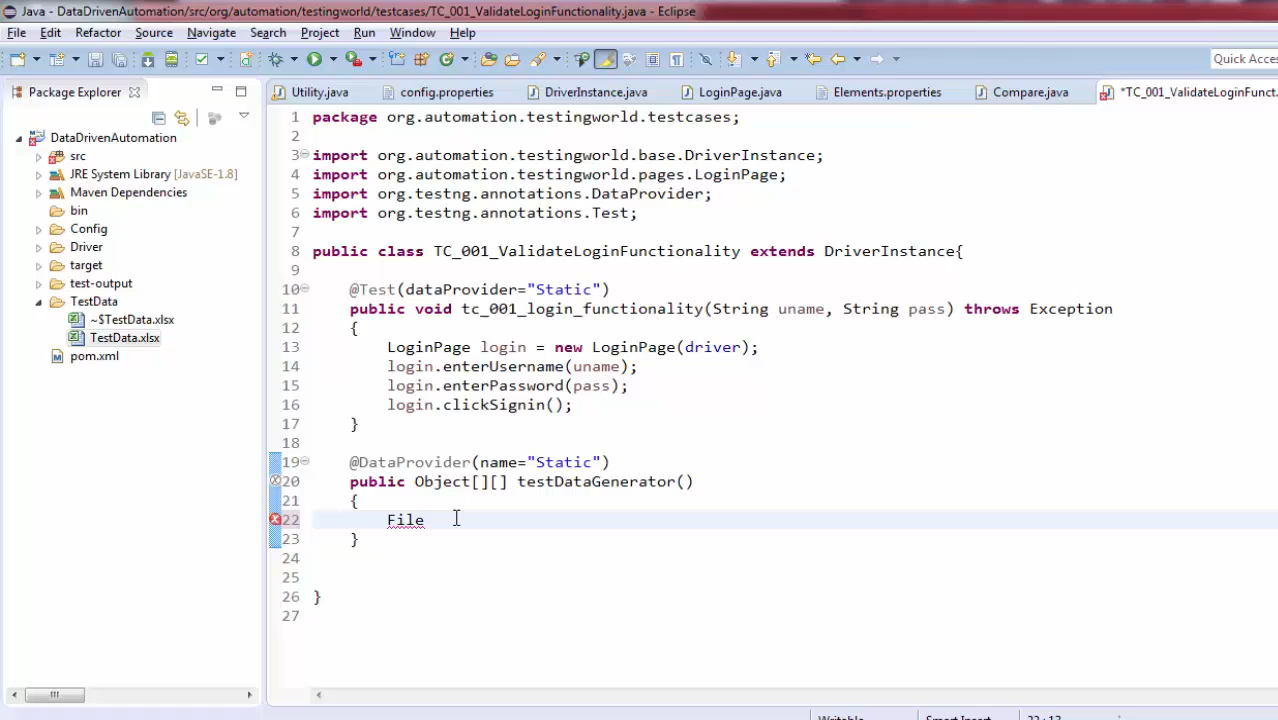 Java - DataDrivenAutomation/src/org/automation/testingworld/testcases/TC_001_ValidateLoginFunctionality.java - Eclipse
File Edit Refactor Source Navigate Search Project Run Window Help
Quick Acce
Package Explorer
Utility.java config.properties DriverInstance.java LoginPage.java Elements.properties Compare.java *TC_001_ValidateLoginFunct
DataDrivenAutomation
src
JRE System Library [JavaSE-1.8]
Maven Dependencies
bin
Config
Driver
target
test-output
TestData
~$TestData.xlsx
TestData.xlsx
pom.xml
1 package org.automation.testingworld.testcases;
2
3 import org.automation.testingworld.base.DriverInstance;
4 import org.automation.testingworld.pages.LoginPage;
5 import org.testng.annotations.DataProvider;
6 import org.testng.annotations.Test;
7
8 public class TC_001_ValidateLoginFunctionality extends DriverInstance{
9
10 @Test(dataProvider="Static")
11 public void tc_001_login_functionality(String uname, String pass) throws Exception
12 {
13 LoginPage login = new LoginPage(driver);
14 login.enterUsername(uname);
15 login.enterPassword(pass);
16 login.clickSignin();
17 }
18
19 @DataProvider(name="Static")
20 public Object[][] testDataGenerator()
21 {
22 File
23 }
24
25
26 }
27
Writable Smart Insert 22 : 13